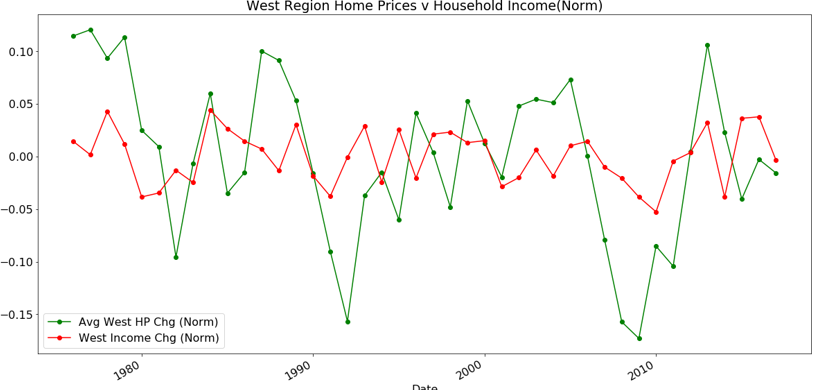 West Region Home Prices v Household Income(Norm)
0.10
0.05
0.00
−0.05
−0.10
−0.15
Avg West HP Chg (Norm)
West Income Chg (Norm)
1980
1990
2000
2010
Date